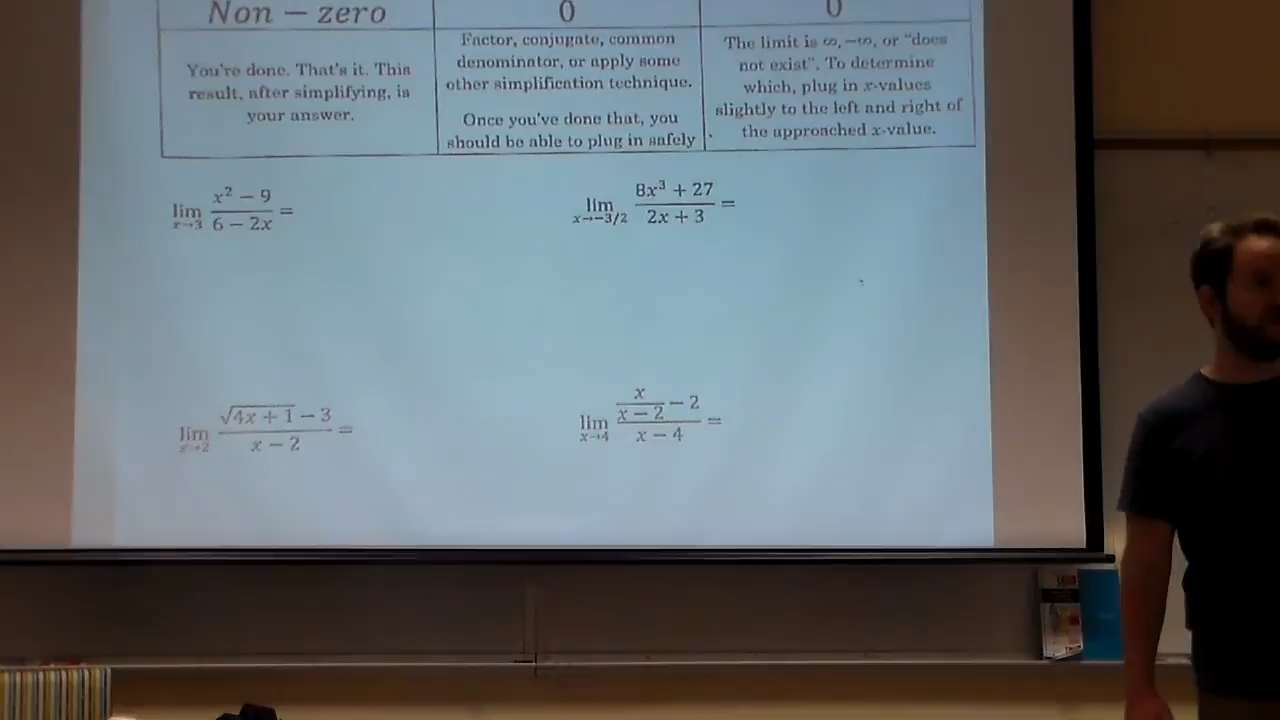 Non – zero
0
0
You're done. That's it. This
result, after simplifying, is
your answer.
Factor, conjugate, common
denominator, or apply some
other simplification technique.
Once you've done that, you
should be able to plug in safely
The limit is ∞, −∞, or "does
not exist". To determine
which, plug in x-values
slightly to the left and right of
the approached x-value.
lim x→3 (x² − 9)/(6 − 2x) =
lim x→−3/2 (8x³ + 27)/(2x + 3) =
lim x→2 (√(4x + 1) − 3)/(x − 2) =
lim x→4 (x/(x − 2) − 2)/(x − 4) =